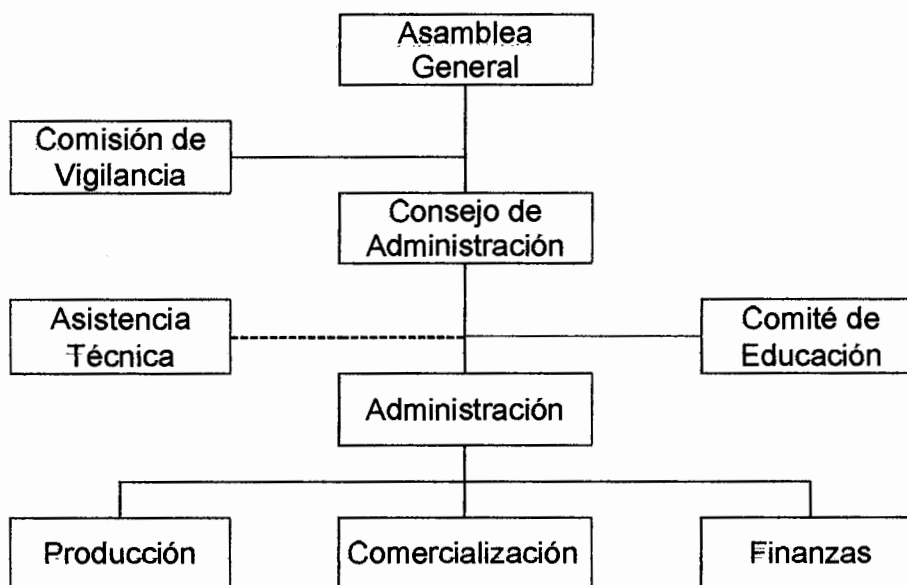 Asamblea
General
Comisión de
Vigilancia
Consejo de
Administración
Asistencia
Técnica
Comité de
Educación
Administración
Producción
Comercialización
Finanzas